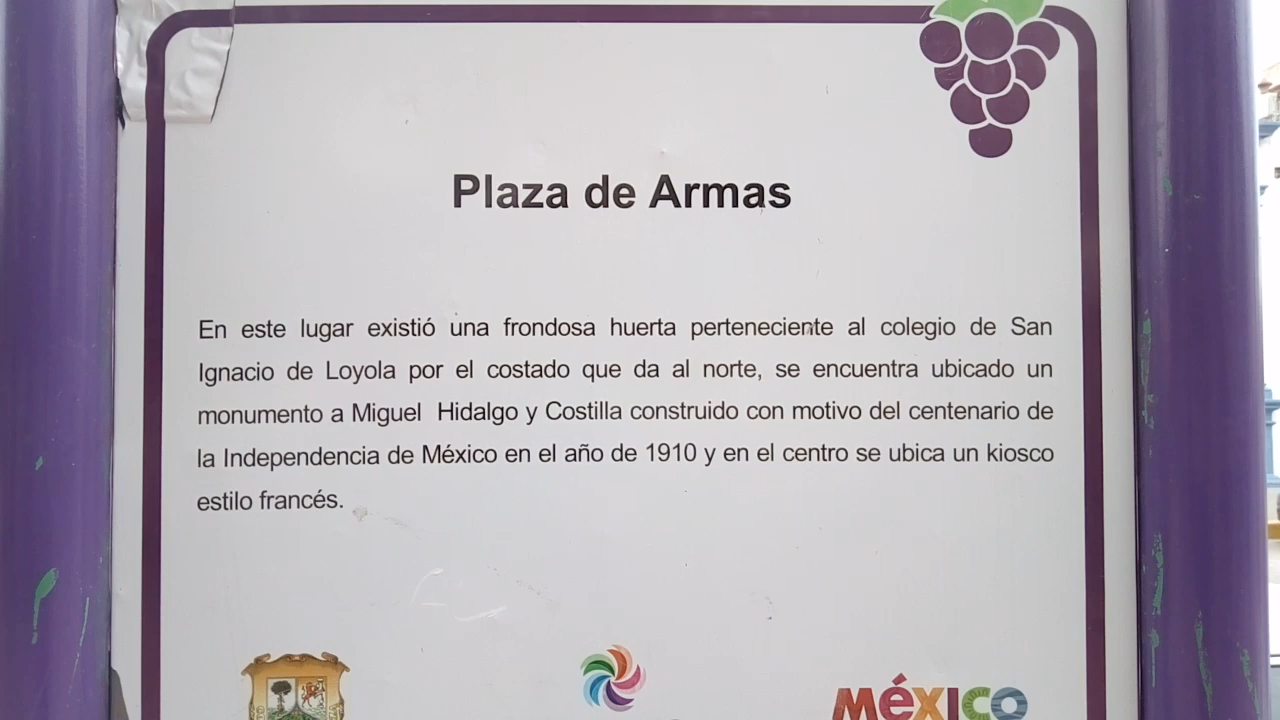 Plaza de Armas
En este lugar existió una frondosa huerta perteneciente al colegio de San
Ignacio de Loyola por el costado que da al norte, se encuentra ubicado un
monumento a Miguel Hidalgo y Costilla construido con motivo del centenario de
la Independencia de México en el año de 1910 y en el centro se ubica un kiosco
estilo francés.
MéXICO